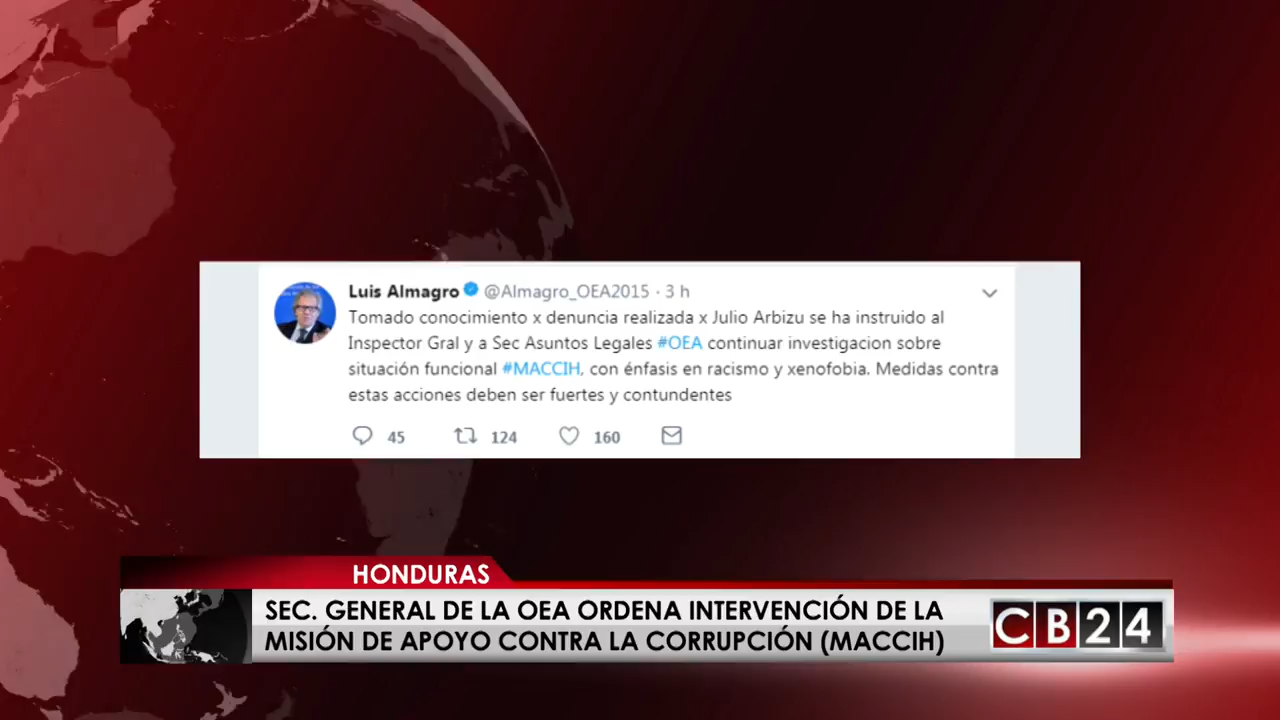 Luis Almagro @Almagro_OEA2015 · 3 h
Tomado conocimiento x denuncia realizada x Julio Arbizu se ha instruido al
Inspector Gral y a Sec Asuntos Legales #OEA continuar investigacion sobre
situación funcional #MACCIH, con énfasis en racismo y xenofobia. Medidas contra
estas acciones deben ser fuertes y contundentes
45 124 160
HONDURAS
SEC. GENERAL DE LA OEA ORDENA INTERVENCIÓN DE LA
MISIÓN DE APOYO CONTRA LA CORRUPCIÓN (MACCIH)
CB24